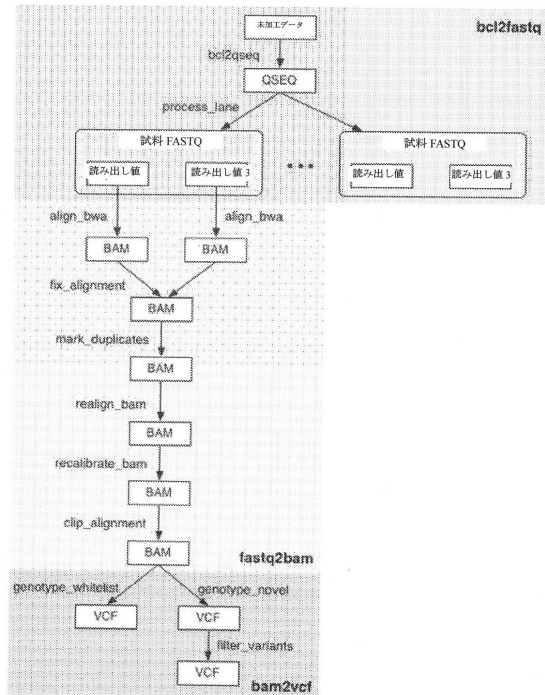 未加工データ
bcl2fastq
bcl2qseq
QSEQ
process_lane
試料 FASTQ
試料 FASTQ
読み出し値
読み出し値 3
読み出し値
読み出し値 3
align_bwa
align_bwa
BAM
BAM
fix_alignment
BAM
mark_duplicates
BAM
realign_bam
BAM
recalibrate_bam
BAM
clip_alignment
BAM
fastq2bam
genotype_whitelist
genotype_novel
VCF
VCF
filter_variants
VCF
bam2vcf